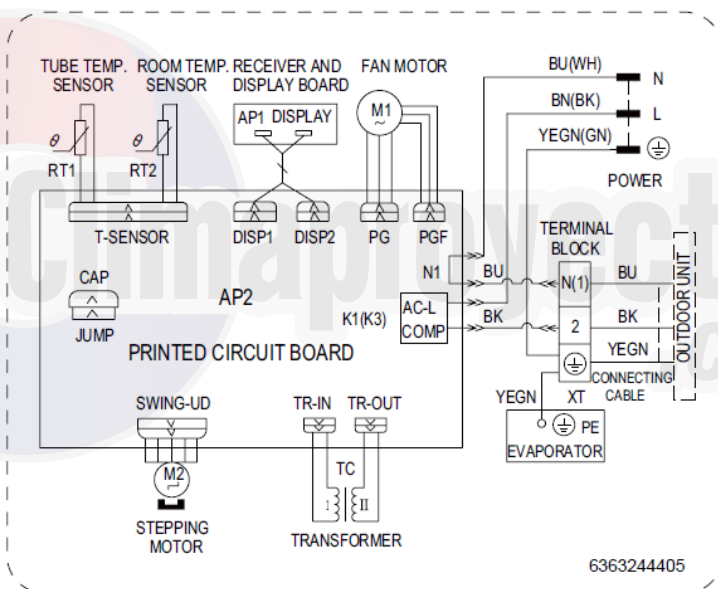 TUBE TEMP. SENSOR
ROOM TEMP. SENSOR
RECEIVER AND DISPLAY BOARD
FAN MOTOR
BU(WH)
N
AP1 DISPLAY
M1
~
BN(BK)
L
YEGN(GN)
θ
RT1
θ
RT2
POWER
T-SENSOR
DISP1
DISP2
PG
PGF
TERMINAL BLOCK
CAP
JUMP
AP2
N1
BU
N(1)
BU
K1(K3)
AC-L
COMP
BK
2
BK
OUTDOOR UNIT
PRINTED CIRCUIT BOARD
YEGN
CONNECTING CABLE
XT
YEGN
PE
EVAPORATOR
SWING-UD
TR-IN
TR-OUT
M2
TC
I
II
STEPPING MOTOR
TRANSFORMER
6363244405
Climaproyect